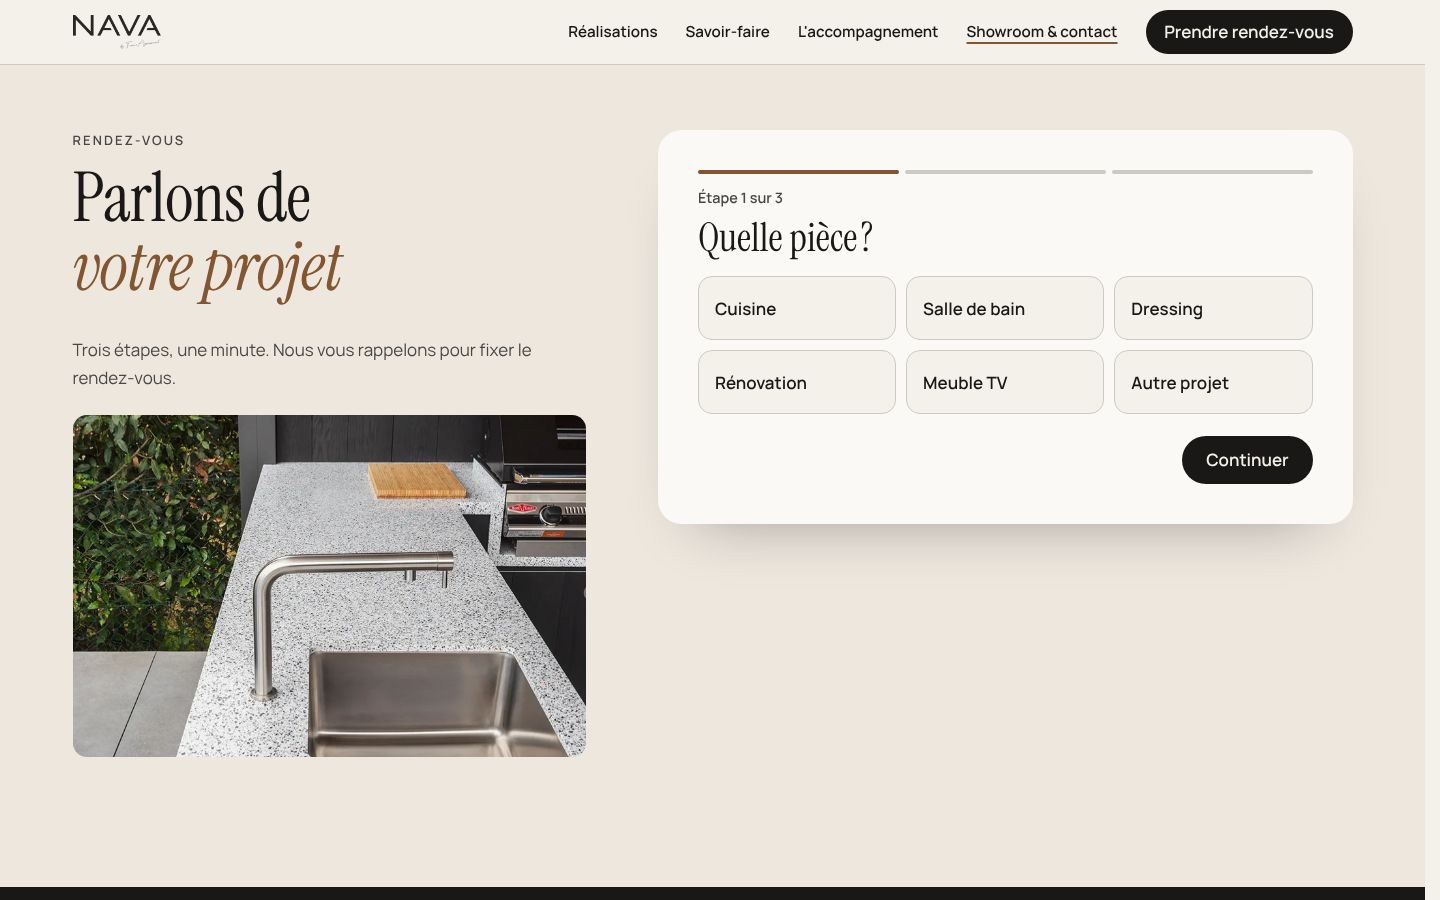 NAVA
Réalisations
Savoir-faire
L'accompagnement
Showroom & contact
Prendre rendez-vous
RENDEZ-VOUS
Parlons de
votre projet
Trois étapes, une minute. Nous vous rappelons pour fixer le
rendez-vous.
Étape 1 sur 3
Quelle pièce ?
Cuisine
Salle de bain
Dressing
Rénovation
Meuble TV
Autre projet
Continuer